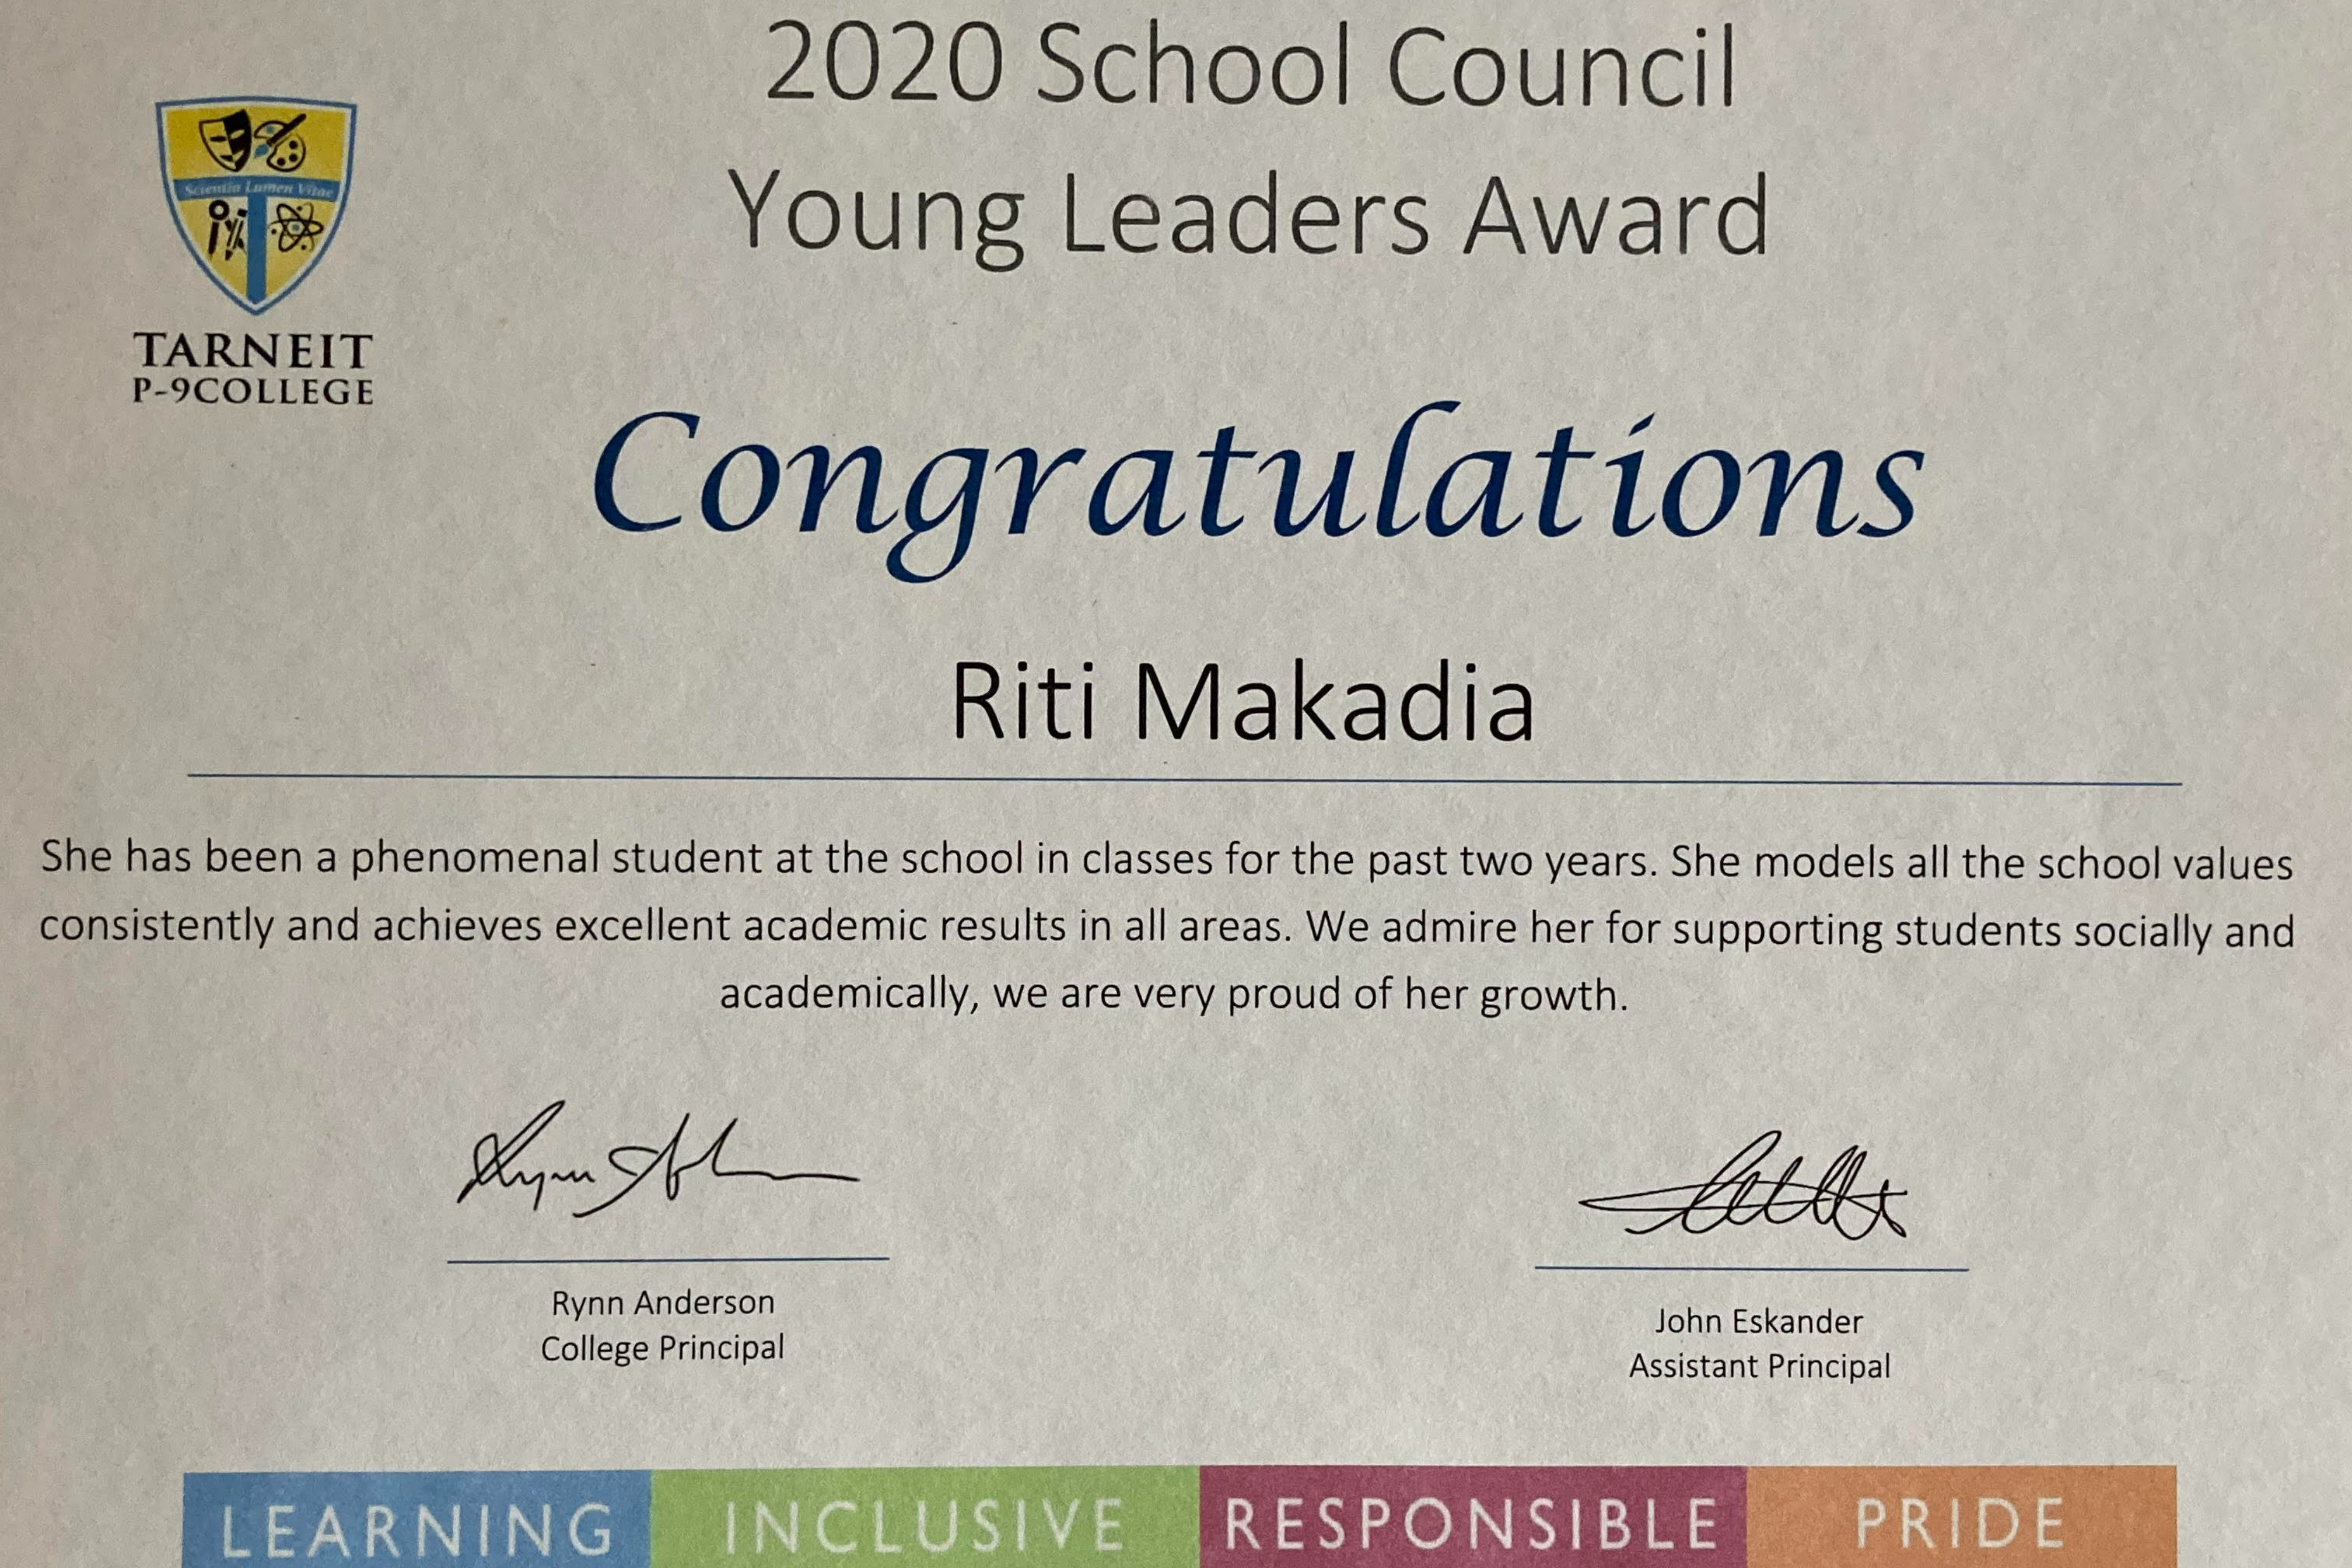 2020 School Council
Young Leaders Award
Scientia Lumen Vitae
TARNEIT
P-9COLLEGE
Congratulations
Riti Makadia
She has been a phenomenal student at the school in classes for the past two years. She models all the school values
consistently and achieves excellent academic results in all areas. We admire her for supporting students socially and
academically, we are very proud of her growth.
Rynn Anderson
College Principal
John Eskander
Assistant Principal
LEARNING INCLUSIVE RESPONSIBLE PRIDE